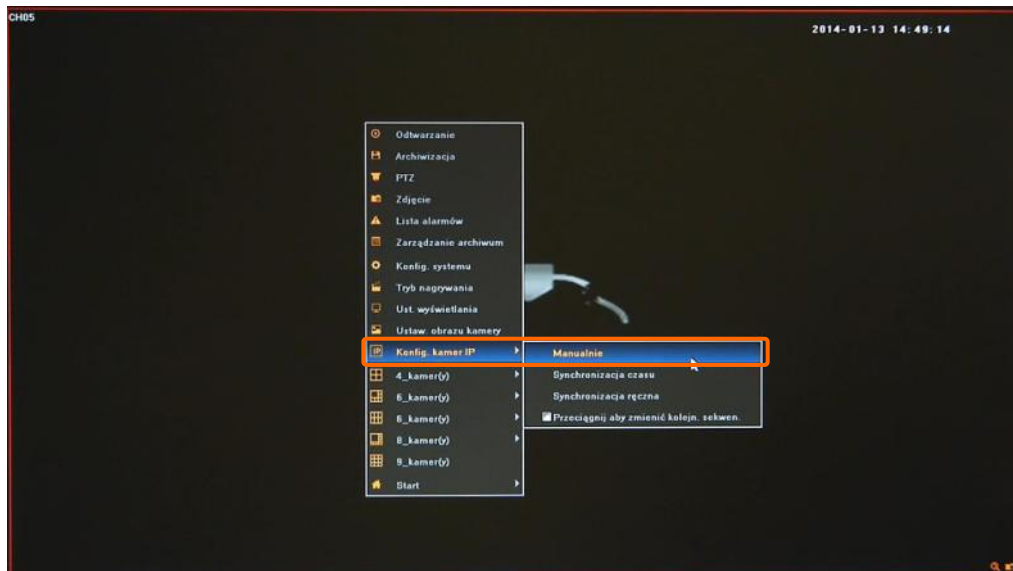 CH05
2014-01-13 14:49:14
Odtwarzanie
Archiwizacja
PTZ
Zdjęcie
Lista alarmów
Zarządzanie archiwum
Konfig. systemu
Tryb nagrywania
Ust. wyświetlania
Ustaw. obrazu kamery
IP Konfig. kamer IP
Manualnie
4_kamer(y)
Synchronizacja czasu
6_kamer(y)
Synchronizacja ręczna
6_kamer(y)
Przeciągnij aby zmienić kolejn. sekwen.
8_kamer(y)
9_kamer(y)
Start